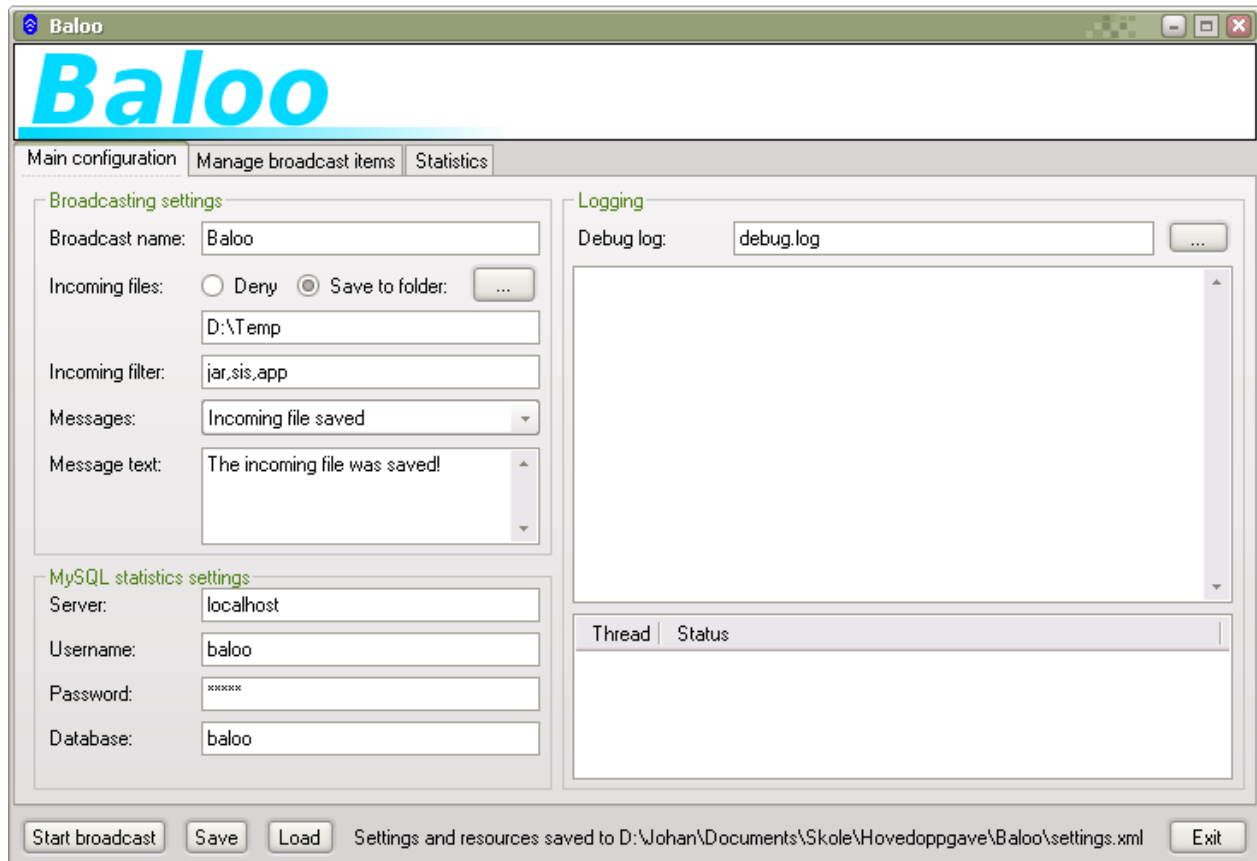 Baloo
Baloo
Main configuration Manage broadcast items Statistics
Broadcasting settings
Broadcast name: Baloo
Incoming files: Deny Save to folder: ...
D:\Temp
Incoming filter: jar,sis,app
Messages: Incoming file saved
Message text: The incoming file was saved!
MySQL statistics settings
Server: localhost
Username: baloo
Password: *****
Database: baloo
Logging
Debug log: debug.log ...
Thread Status
Start broadcast Save Load Settings and resources saved to D:\Johan\Documents\Skole\Hovedoppgave\Baloo\settings.xml Exit